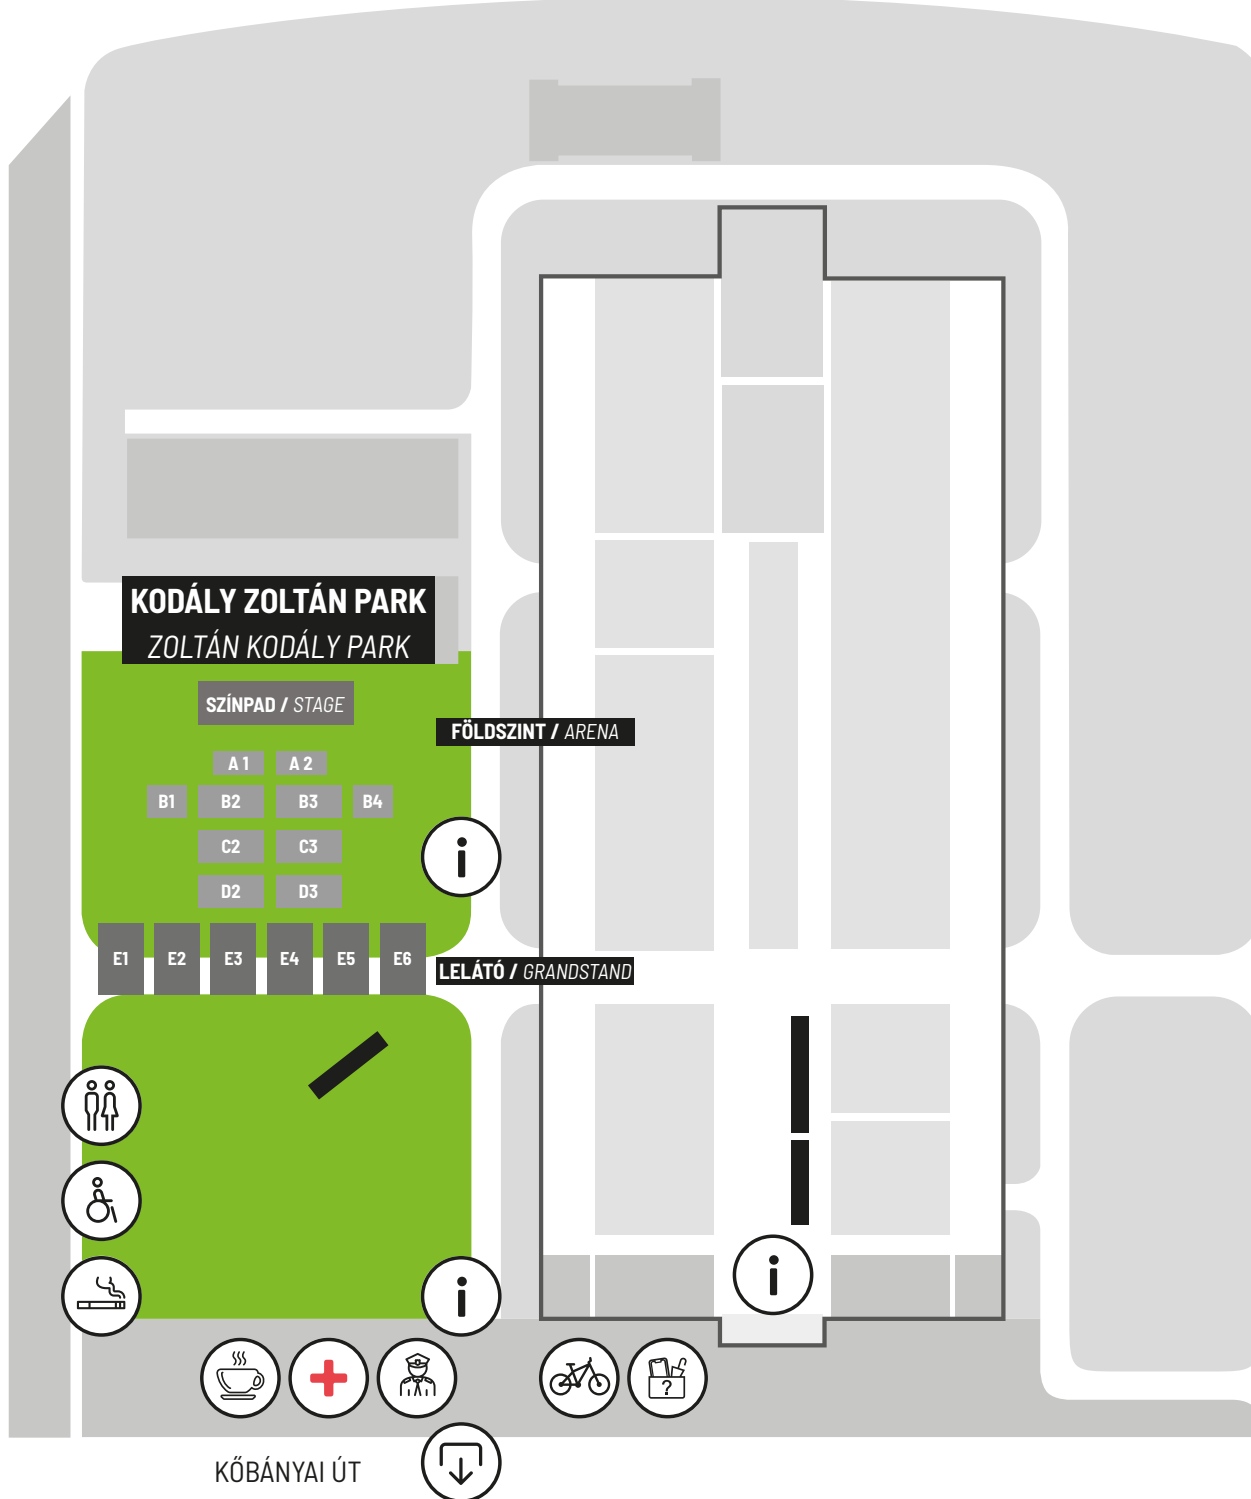 KODÁLY ZOLTÁN PARK
ZOLTÁN KODÁLY PARK
SZÍNPAD / STAGE
FÖLDSZINT / ARENA
A 1 A 2
B1 B2 B3 B4
C2 C3
D2 D3
E1 E2 E3 E4 E5 E6
LELÁTÓ / GRANDSTAND
i
i
i
?
KŐBÁNYAI ÚT